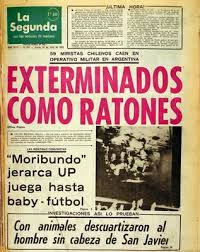 La
Segunda
¡ULTIMA HORA!
59 MIRISTAS CHILENOS CAEN EN
OPERATIVO MILITAR EN ARGENTINA
EXTERMINADOS
COMO RATONES
"Moribundo"
jerarca UP
juega hasta
baby-fútbol
INVESTIGACIONES ASI LO PRUEBAN:
Con animales descuartizaron al
hombre sin cabeza de San Javier